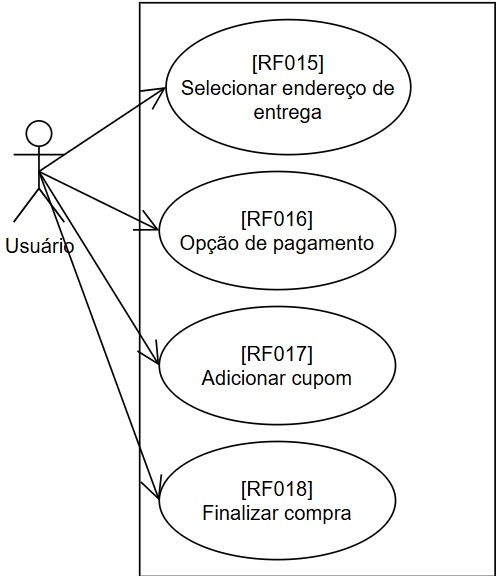 [RF015]
Selecionar endereço de
entrega
[RF016]
Opção de pagamento
Usuário
[RF017]
Adicionar cupom
[RF018]
Finalizar compra